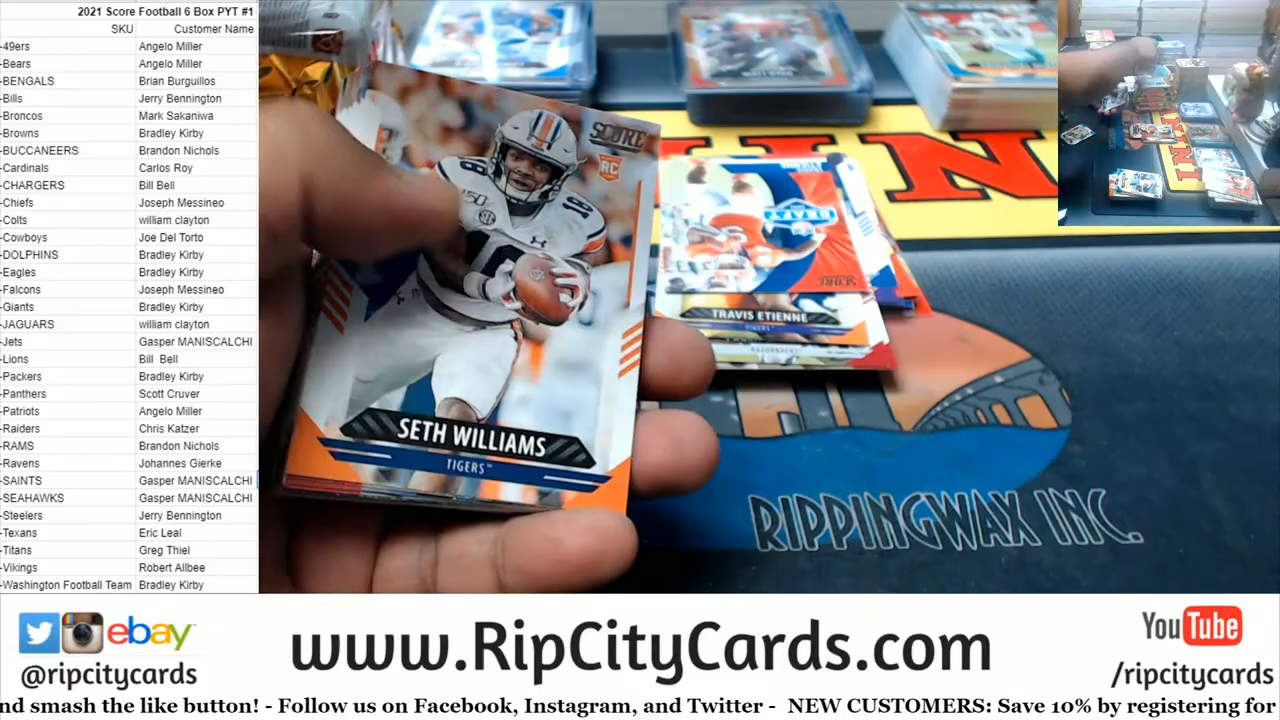 2021 Score Football 6 Box PYT #1
SKU Customer Name
-49ers Angelo Miller
-Bears Angelo Miller
-BENGALS Brian Burguillos
-Bills Jerry Bennington
-Broncos Mark Sakaniwa
-Browns Bradley Kirby
-BUCCANEERS Brandon Nichols
-Cardinals Carlos Roy
-CHARGERS Bill Bell
-Chiefs Joseph Messineo
-Colts william clayton
-Cowboys Joe Del Torto
-DOLPHINS Bradley Kirby
-Eagles Bradley Kirby
-Falcons Joseph Messineo
-Giants Bradley Kirby
-JAGUARS william clayton
-Jets Gasper MANISCALCHI
-Lions Bill Bell
-Packers Bradley Kirby
-Panthers Scott Cruver
-Patriots Angelo Miller
-Raiders Chris Katzer
-RAMS Brandon Nichols
-Ravens Johannes Gierke
-SAINTS Gasper MANISCALCHI
-SEAHAWKS Gasper MANISCALCHI
-Steelers Jerry Bennington
-Texans Eric Leal
-Titans Greg Thiel
-Vikings Robert Allbee
-Washington Football Team Bradley Kirby
SCORE
RC
18
150
SEC
18
SETH WILLIAMS
TIGERS™
SCORE
TRAVIS ETIENNE
TIGERS
RAZORBACKS
RIPPINGWAX INC.
ebay
@ripcitycards
www.RipCityCards.com
YouTube
/ripcitycards
nd smash the like button! - Follow us on Facebook, Instagram, and Twitter - NEW CUSTOMERS: Save 10% by registering for